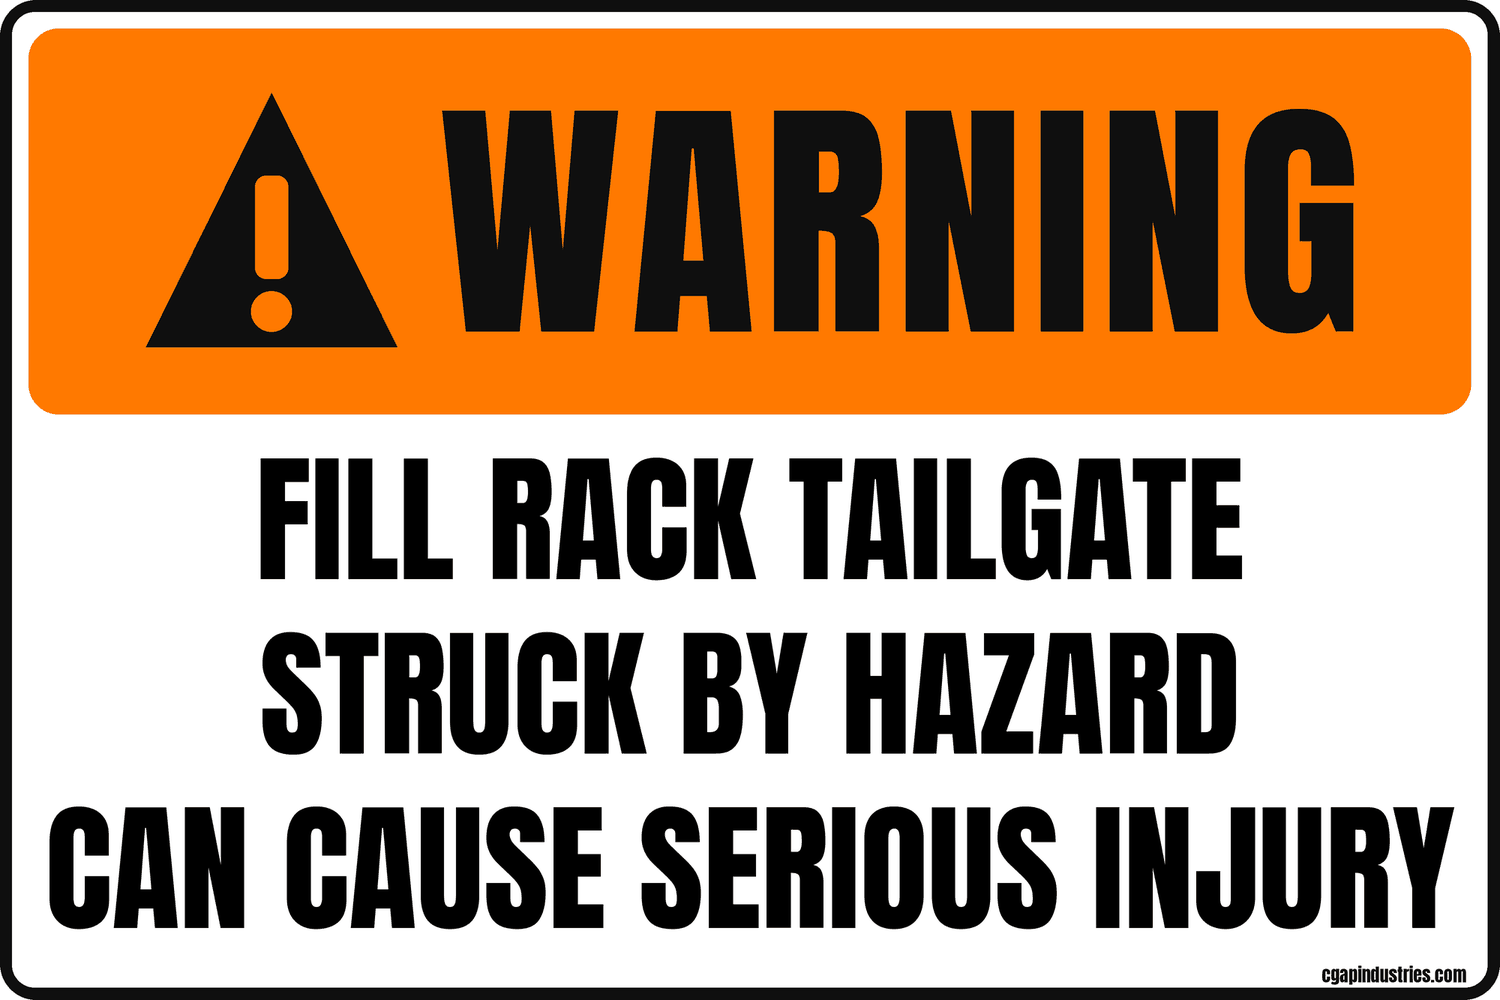 WARNING
FILL RACK TAILGATE
STRUCK BY HAZARD
CAN CAUSE SERIOUS INJURY
cgapindustries.com